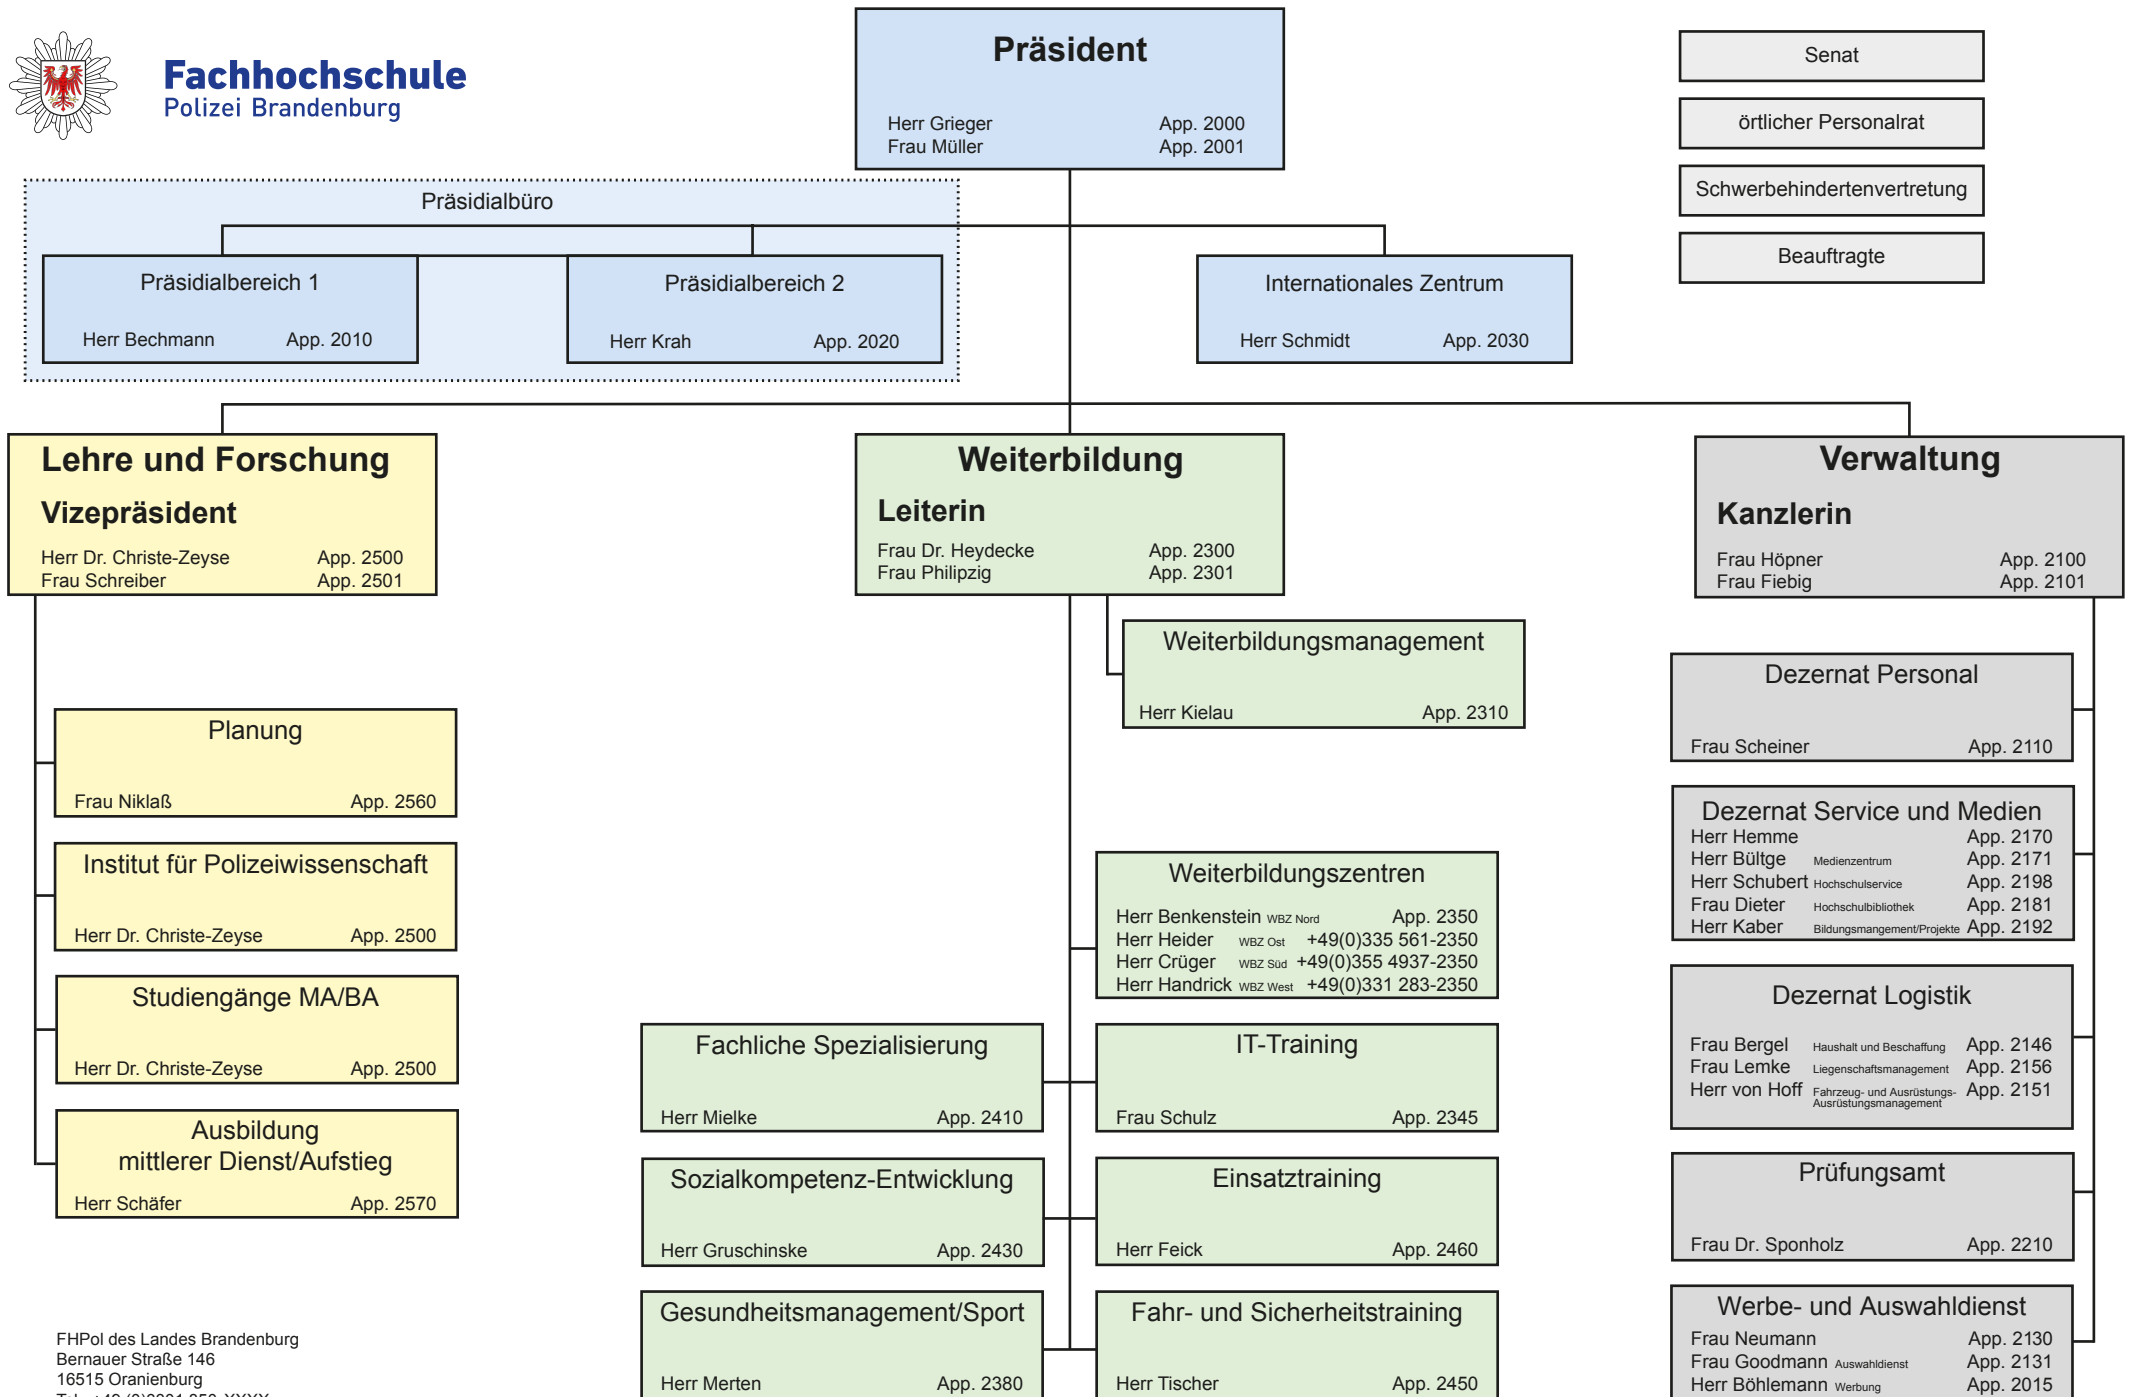 Fachhochschule
Polizei Brandenburg
Präsident
Herr Grieger App. 2000
Frau Müller App. 2001
Senat
örtlicher Personalrat
Schwerbehindertenvertretung
Beauftragte
Präsidialbüro
Präsidialbereich 1
Herr Bechmann App. 2010
Präsidialbereich 2
Herr Krah App. 2020
Internationales Zentrum
Herr Schmidt App. 2030
Lehre und Forschung
Vizepräsident
Herr Dr. Christe-Zeyse App. 2500
Frau Schreiber App. 2501
Planung
Frau Niklaß App. 2560
Institut für Polizeiwissenschaft
Herr Dr. Christe-Zeyse App. 2500
Studiengänge MA/BA
Herr Dr. Christe-Zeyse App. 2500
Ausbildung
mittlerer Dienst/Aufstieg
Herr Schäfer App. 2570
Weiterbildung
Leiterin
Frau Dr. Heydecke App. 2300
Frau Philipzig App. 2301
Weiterbildungsmanagement
Herr Kielau App. 2310
Weiterbildungszentren
Herr Benkenstein WBZ Nord App. 2350
Herr Heider WBZ Ost +49(0)335 561-2350
Herr Crüger WBZ Süd +49(0)355 4937-2350
Herr Handrick WBZ West +49(0)331 283-2350
Fachliche Spezialisierung
Herr Mielke App. 2410
IT-Training
Frau Schulz App. 2345
Sozialkompetenz-Entwicklung
Herr Gruschinske App. 2430
Einsatztraining
Herr Feick App. 2460
Gesundheitsmanagement/Sport
Herr Merten App. 2380
Fahr- und Sicherheitstraining
Herr Tischer App. 2450
Verwaltung
Kanzlerin
Frau Höpner App. 2100
Frau Fiebig App. 2101
Dezernat Personal
Frau Scheiner App. 2110
Dezernat Service und Medien
Herr Hemme App. 2170
Herr Bültge Medienzentrum App. 2171
Herr Schubert Hochschulservice App. 2198
Frau Dieter Hochschulbibliothek App. 2181
Herr Kaber Bildungsmangement/Projekte App. 2192
Dezernat Logistik
Frau Bergel Haushalt und Beschaffung App. 2146
Frau Lemke Liegenschaftsmanagement App. 2156
Herr von Hoff Fahrzeug- und Ausrüstungs- App. 2151
Ausrüstungsmanagement
Prüfungsamt
Frau Dr. Sponholz App. 2210
Werbe- und Auswahldienst
Frau Neumann App. 2130
Frau Goodmann Auswahldienst App. 2131
Herr Böhlemann Werbung App. 2015
FHPol des Landes Brandenburg
Bernauer Straße 146
16515 Oranienburg